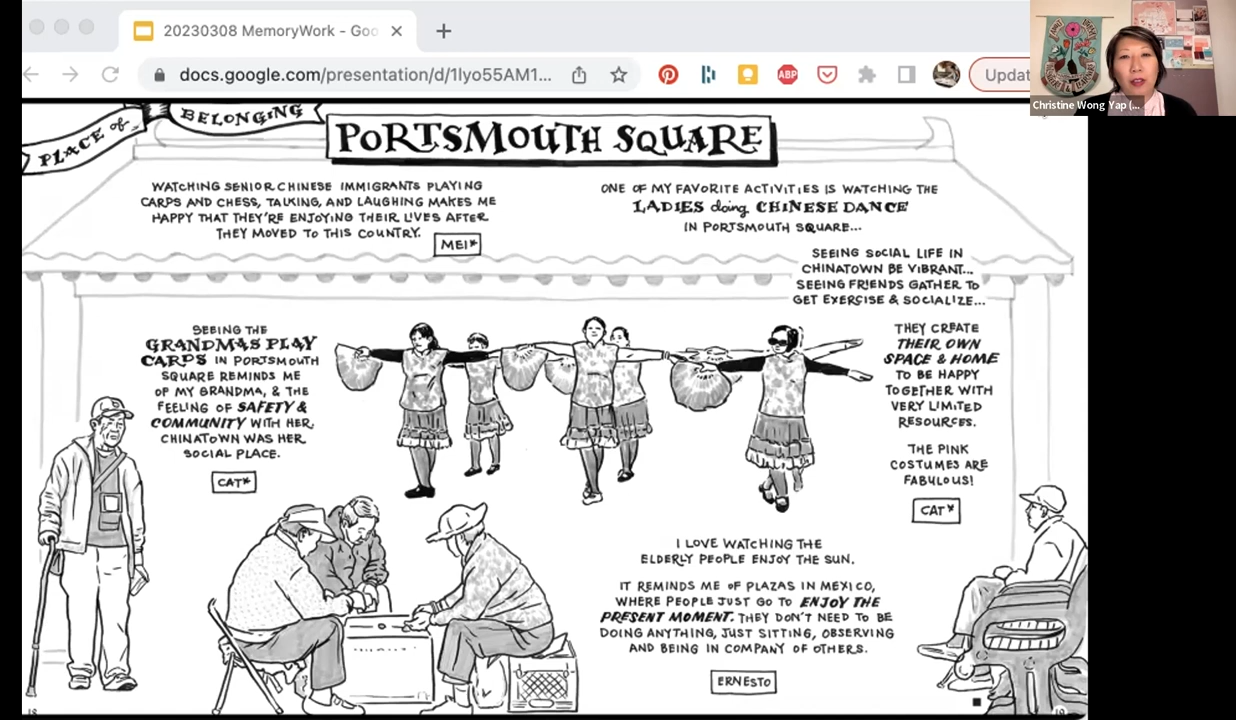 20230308 MemoryWork - Goo
docs.google.com/presentation/d/1lyo55AM1...
ABP
Updat
Christine Wong Yap (...
PLACE of
BELONGING
PORTSMOUTH SQUARE
WATCHING SENIOR CHINESE IMMIGRANTS PLAYING
CARDS AND CHESS, TALKING, AND LAUGHING MAKES ME
HAPPY THAT THEY'RE ENJOYING THEIR LIVES AFTER
THEY MOVED TO THIS COUNTRY.
MEI*
ONE OF MY FAVORITE ACTIVITIES IS WATCHING THE
LADIES doing CHINESE DANCE
IN PORTSMOUTH SQUARE...
SEEING SOCIAL LIFE IN
CHINATOWN BE VIBRANT...
SEEING FRIENDS GATHER TO
GET EXERCISE & SOCIALIZE...
SEEING THE
GRANDMAS PLAY
CARDS IN PORTSMOUTH
SQUARE REMINDS ME
OF MY GRANDMA, & THE
FEELING OF SAFETY &
COMMUNITY WITH HER.
CHINATOWN WAS HER
SOCIAL PLACE.
CAT*
THEY CREATE
THEIR OWN
SPACE & HOME
TO BE HAPPY
TOGETHER WITH
VERY LIMITED
RESOURCES.
THE PINK
COSTUMES ARE
FABULOUS!
CAT*
I LOVE WATCHING THE
ELDERLY PEOPLE ENJOY THE SUN.
IT REMINDS ME OF PLAZAS IN MEXICO,
WHERE PEOPLE JUST GO TO ENJOY THE
PRESENT MOMENT. THEY DON'T NEED TO BE
DOING ANYTHING, JUST SITTING, OBSERVING
AND BEING IN COMPANY OF OTHERS.
ERNESTO
18
19